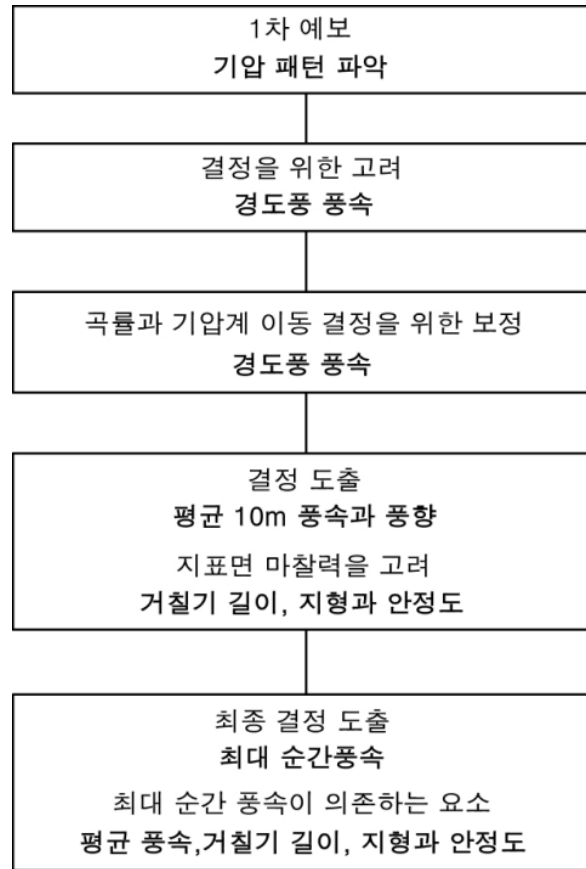 1차 예보
기압 패턴 파악
결정을 위한 고려
경도풍 풍속
곡률과 기압계 이동 결정을 위한 보정
경도풍 풍속
결정 도출
평균 10m 풍속과 풍향
지표면 마찰력을 고려
거칠기 길이, 지형과 안정도
최종 결정 도출
최대 순간풍속
최대 순간 풍속이 의존하는 요소
평균 풍속,거칠기 길이, 지형과 안정도